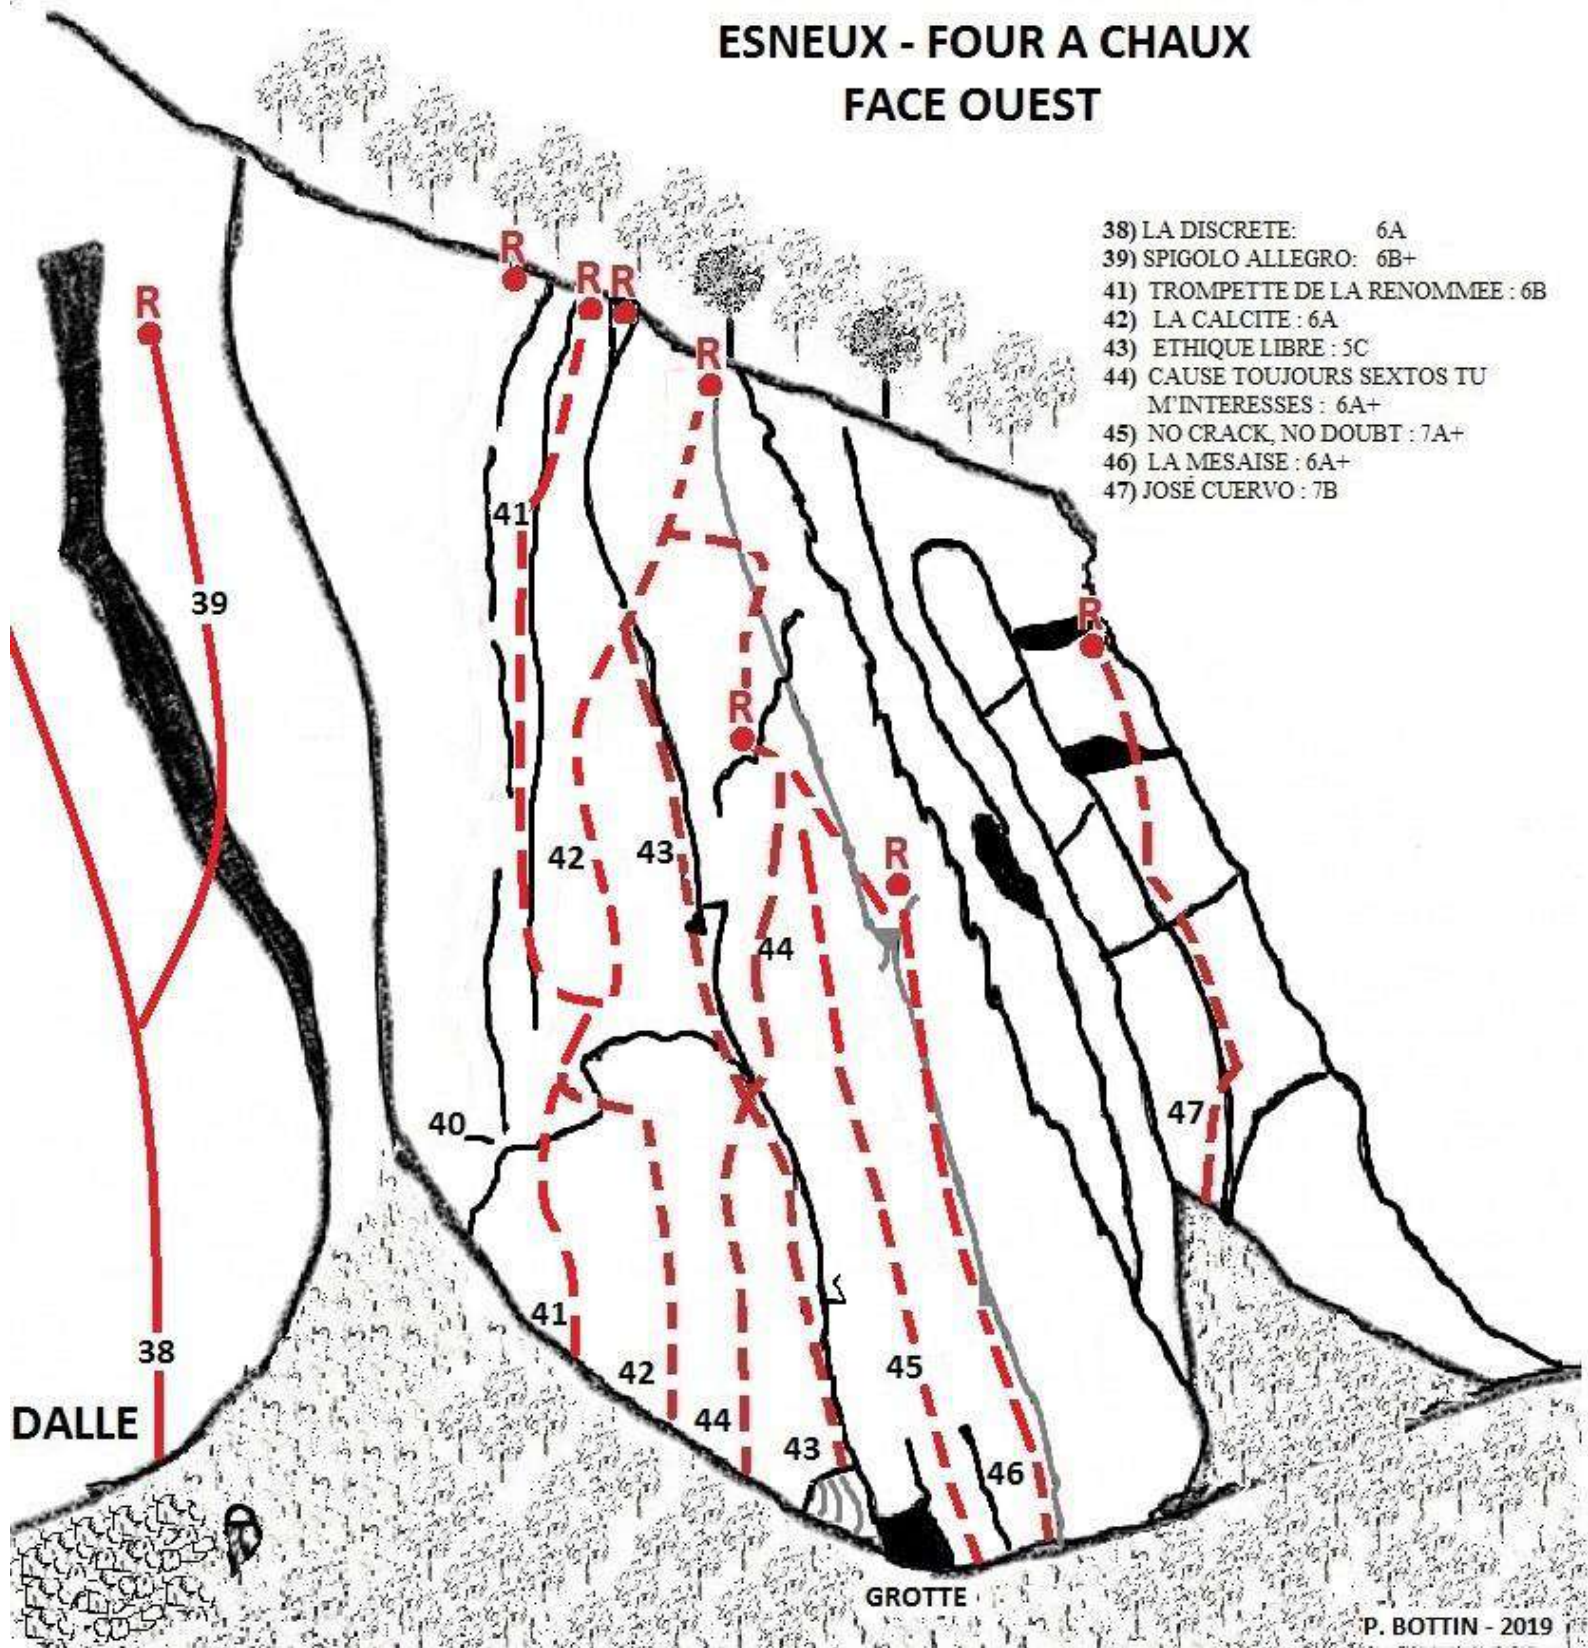 ESNEUX - FOUR A CHAUX
FACE OUEST
38) LA DISCRETE: 6A
39) SPIGOLO ALLEGRO: 6B+
41) TROMPETTE DE LA RENOMMEE : 6B
42) LA CALCITE : 6A
43) ETHIQUE LIBRE : 5C
44) CAUSE TOUJOURS SEXTOS TU
M'INTERESSES : 6A+
45) NO CRACK, NO DOUBT : 7A+
46) LA MESAISE : 6A+
47) JOSÉ CUERVO : 7B
R
R R
R
R
41
39
R
R
42
43
R
44
40
47
41
38
42
45
DALLE
44
43
46
GROTTE
P. BOTTIN - 2019